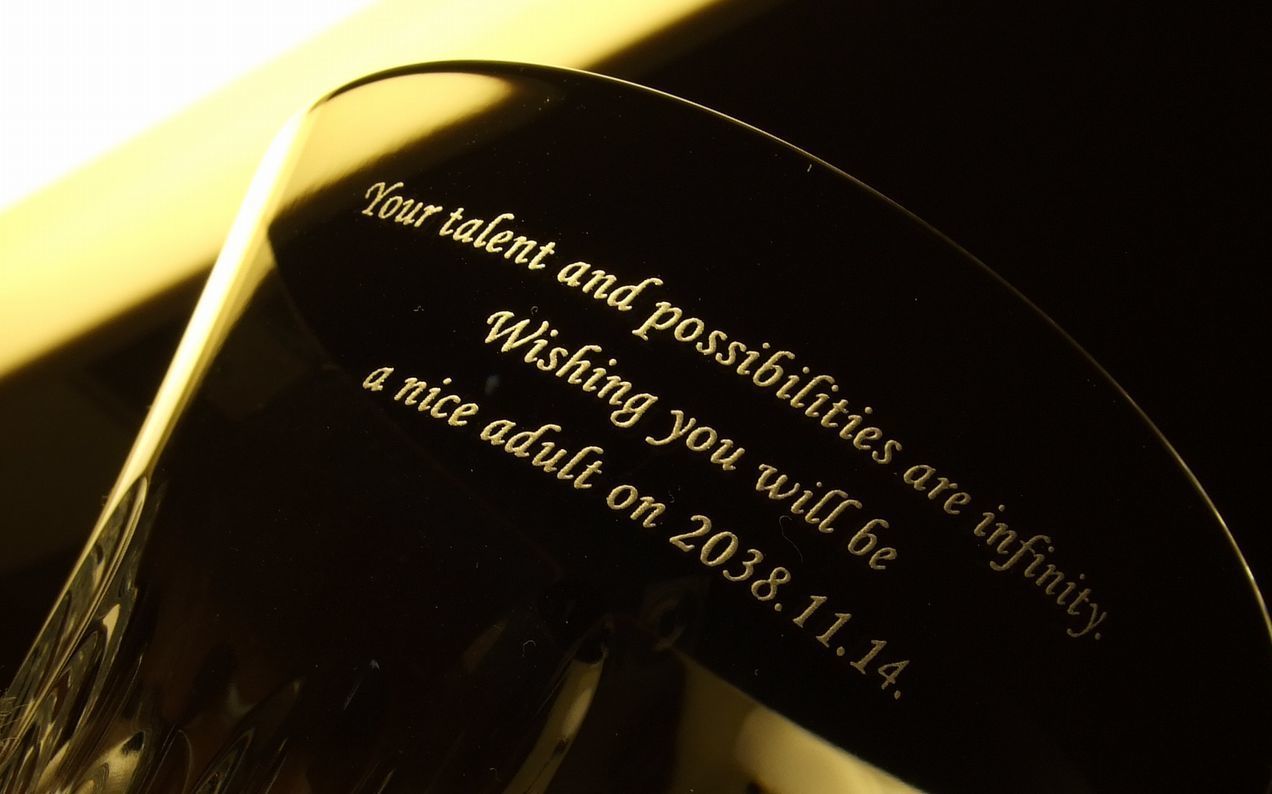 Your talent and possibilities are infinity.
Wishing you will be
a nice adult on 2038.11.14.